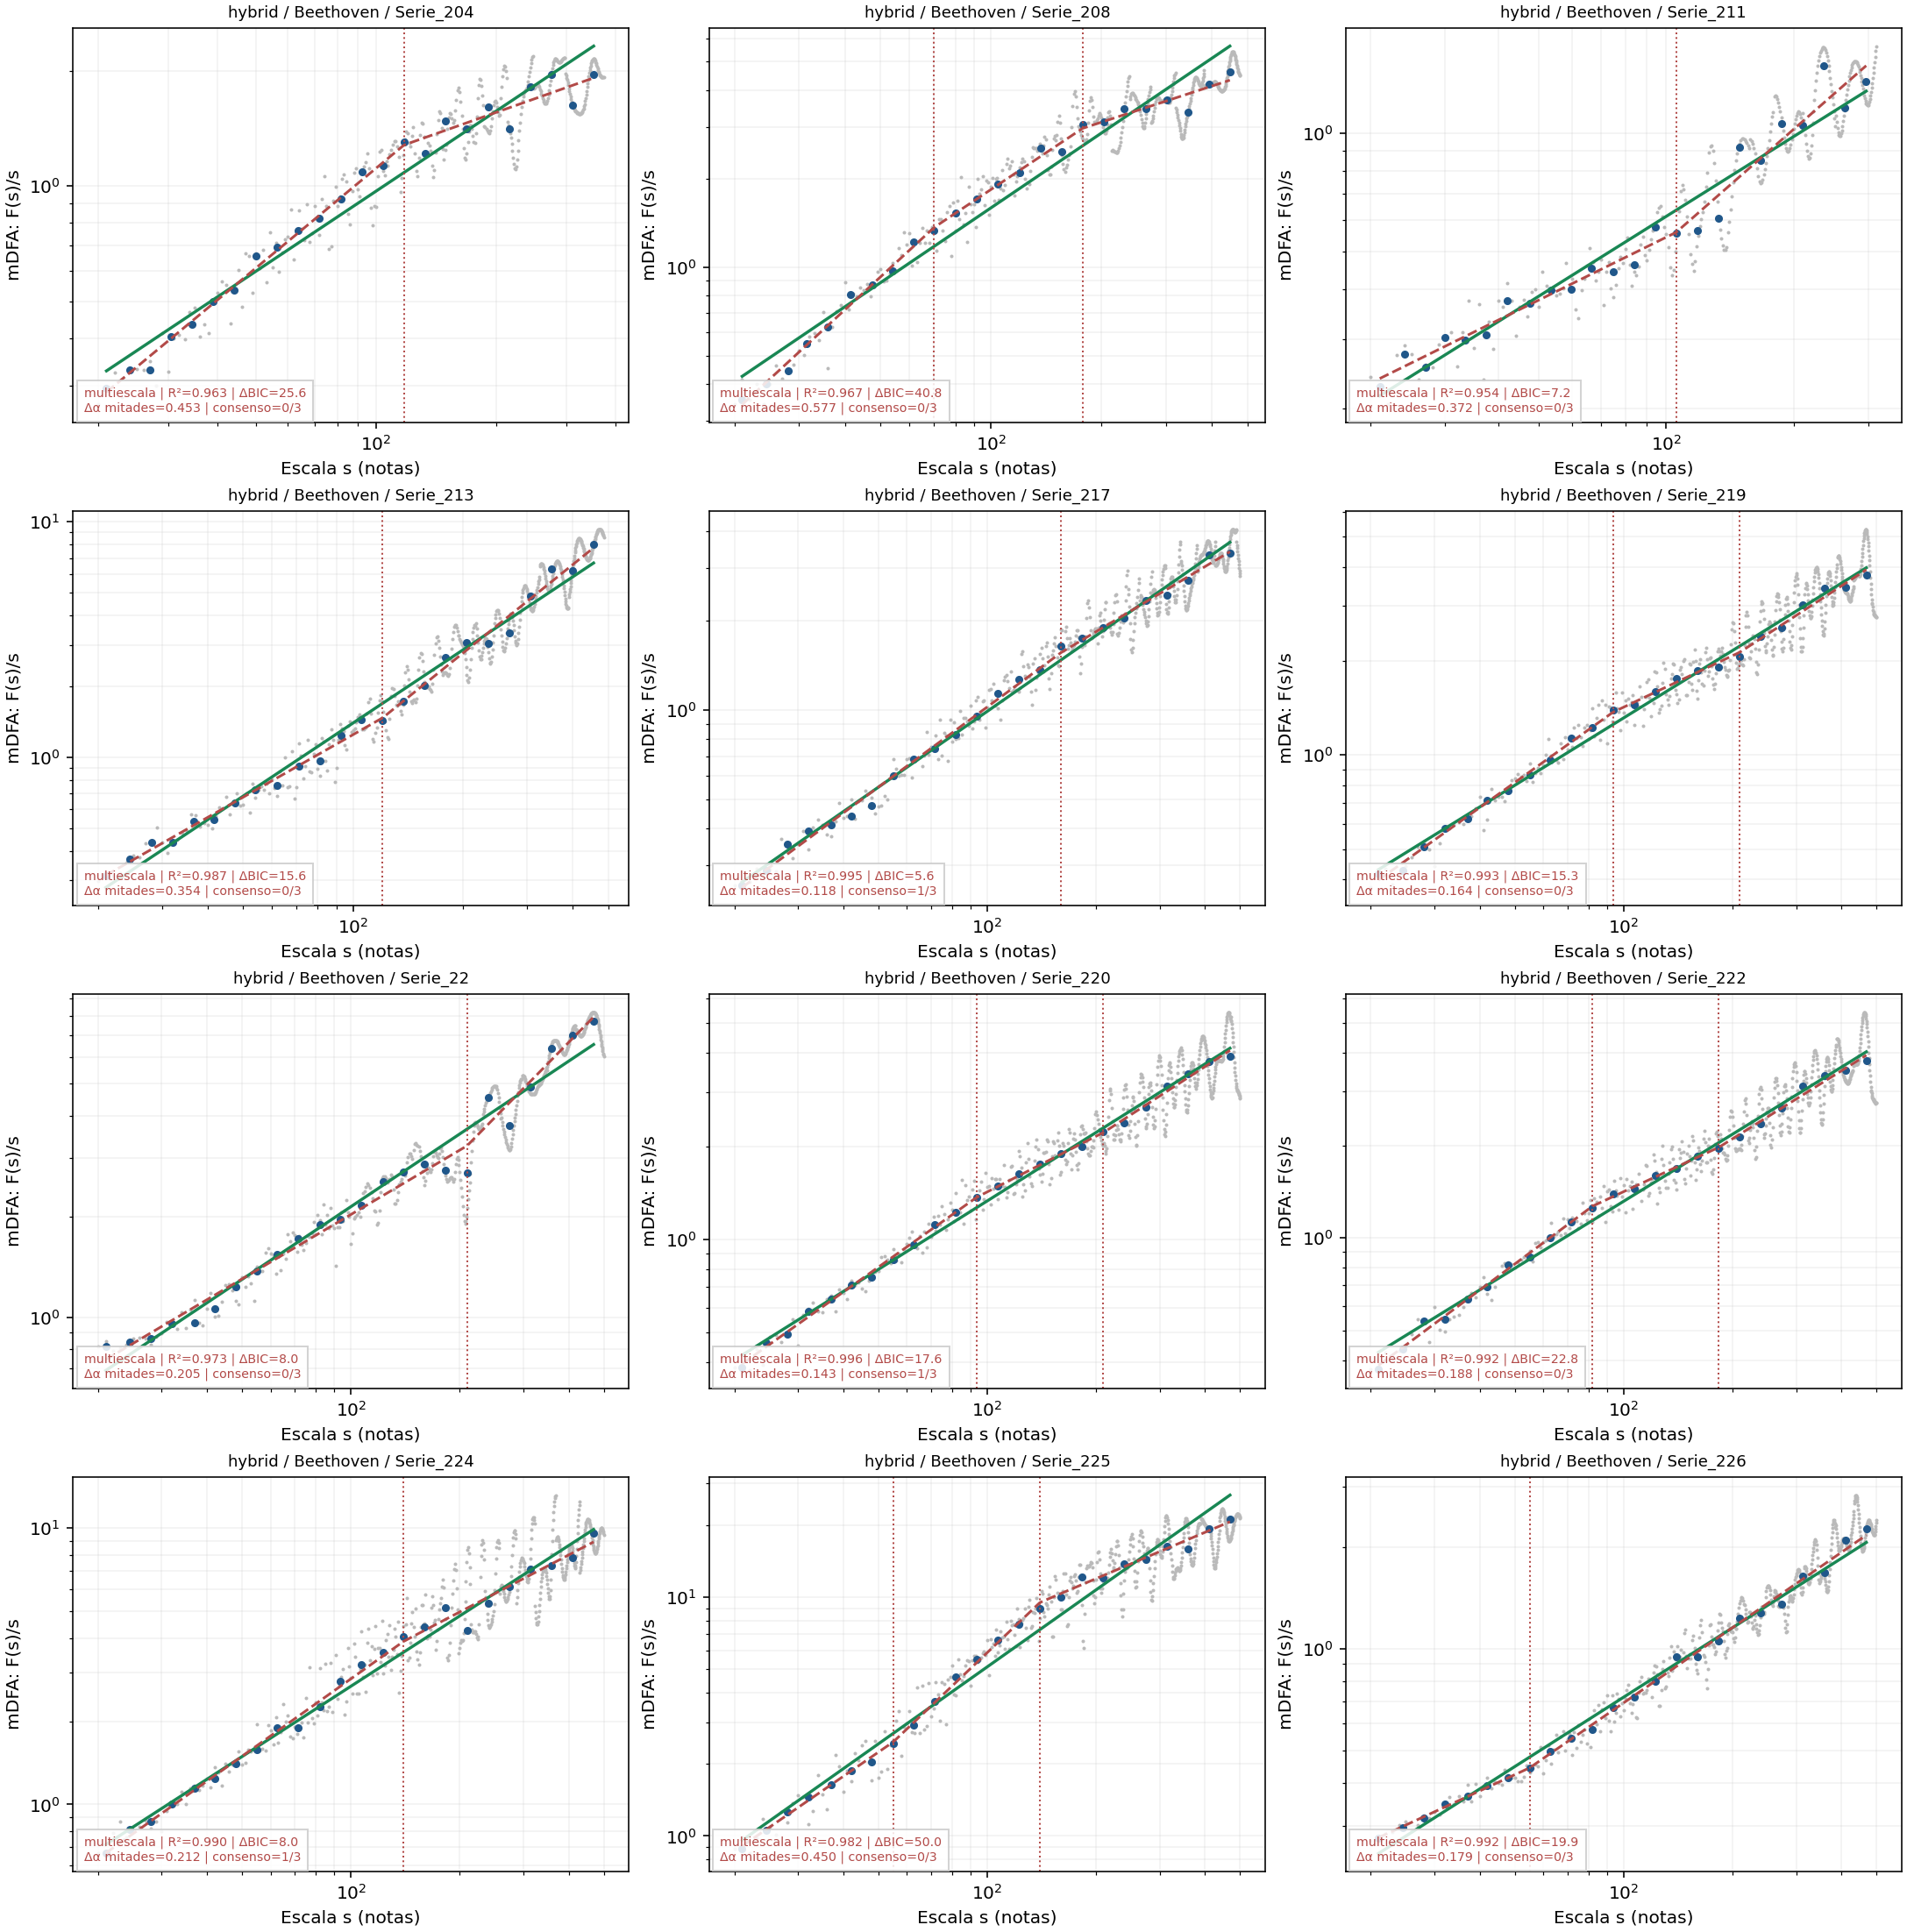 hybrid / Beethoven / Serie_204
mDFA: F(s)/s
10⁰
multiescala | R²=0.963 | ΔBIC=25.6
Δα mitades=0.453 | consenso=0/3
10²
Escala s (notas)
hybrid / Beethoven / Serie_208
mDFA: F(s)/s
10⁰
multiescala | R²=0.967 | ΔBIC=40.8
Δα mitades=0.577 | consenso=0/3
10²
Escala s (notas)
hybrid / Beethoven / Serie_211
mDFA: F(s)/s
10⁰
multiescala | R²=0.954 | ΔBIC=7.2
Δα mitades=0.372 | consenso=0/3
10²
Escala s (notas)
hybrid / Beethoven / Serie_213
mDFA: F(s)/s
10¹
10⁰
multiescala | R²=0.987 | ΔBIC=15.6
Δα mitades=0.354 | consenso=0/3
10²
Escala s (notas)
hybrid / Beethoven / Serie_217
mDFA: F(s)/s
10⁰
multiescala | R²=0.995 | ΔBIC=5.6
Δα mitades=0.118 | consenso=1/3
10²
Escala s (notas)
hybrid / Beethoven / Serie_219
mDFA: F(s)/s
10⁰
multiescala | R²=0.993 | ΔBIC=15.3
Δα mitades=0.164 | consenso=0/3
10²
Escala s (notas)
hybrid / Beethoven / Serie_22
mDFA: F(s)/s
10⁰
multiescala | R²=0.973 | ΔBIC=8.0
Δα mitades=0.205 | consenso=0/3
10²
Escala s (notas)
hybrid / Beethoven / Serie_220
mDFA: F(s)/s
10⁰
multiescala | R²=0.996 | ΔBIC=17.6
Δα mitades=0.143 | consenso=1/3
10²
Escala s (notas)
hybrid / Beethoven / Serie_222
mDFA: F(s)/s
10⁰
multiescala | R²=0.992 | ΔBIC=22.8
Δα mitades=0.188 | consenso=0/3
10²
Escala s (notas)
hybrid / Beethoven / Serie_224
mDFA: F(s)/s
10¹
10⁰
multiescala | R²=0.990 | ΔBIC=8.0
Δα mitades=0.212 | consenso=1/3
10²
Escala s (notas)
hybrid / Beethoven / Serie_225
mDFA: F(s)/s
10¹
10⁰
multiescala | R²=0.982 | ΔBIC=50.0
Δα mitades=0.450 | consenso=0/3
10²
Escala s (notas)
hybrid / Beethoven / Serie_226
mDFA: F(s)/s
10⁰
multiescala | R²=0.992 | ΔBIC=19.9
Δα mitades=0.179 | consenso=0/3
10²
Escala s (notas)